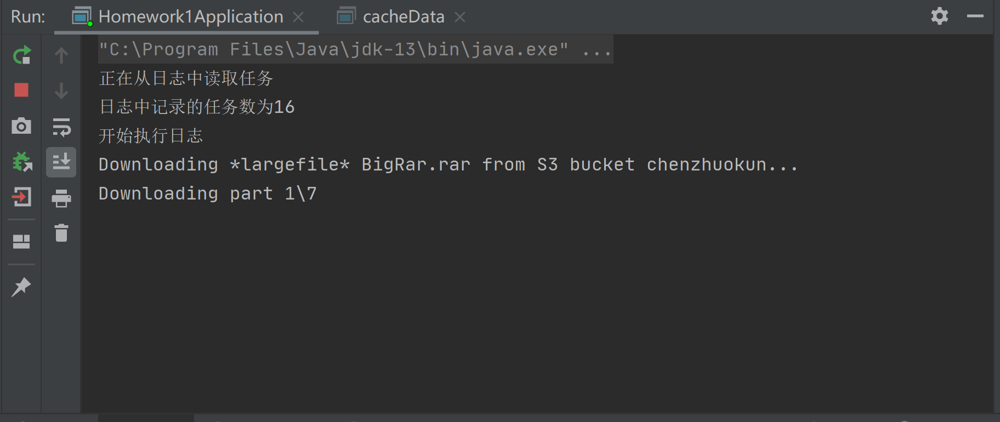 Run: Homework1Application cacheData
"C:\Program Files\Java\jdk-13\bin\java.exe" ...
正在从日志中读取任务
日志中记录的任务数为16
开始执行日志
Downloading *largefile* BigRar.rar from S3 bucket chenzhuokun...
Downloading part 1\7